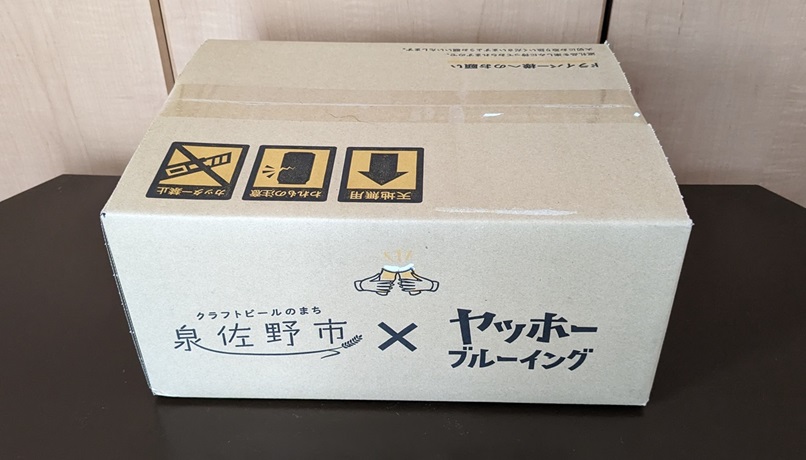 ドライバー様へのお願い
カッター禁止
われもの注意
天地無用
クラフトビールのまち
泉佐野市
×
ヤッホー
ブルーイング